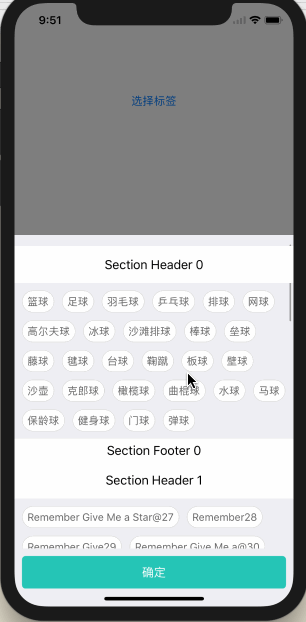 9:51
选择标签
Section Header 0
篮球 足球 羽毛球 乒乓球 排球 网球
高尔夫球 冰球 沙滩排球 棒球 垒球
藤球 毽球 台球 鞠蹴 板球 壁球
沙壶 克郎球 橄榄球 曲棍球 水球 马球
保龄球 健身球 门球 弹球
Section Footer 0
Section Header 1
Remember Give Me a Star@27 Remember28
Remember Give29 Remember Give Me a@30
确定